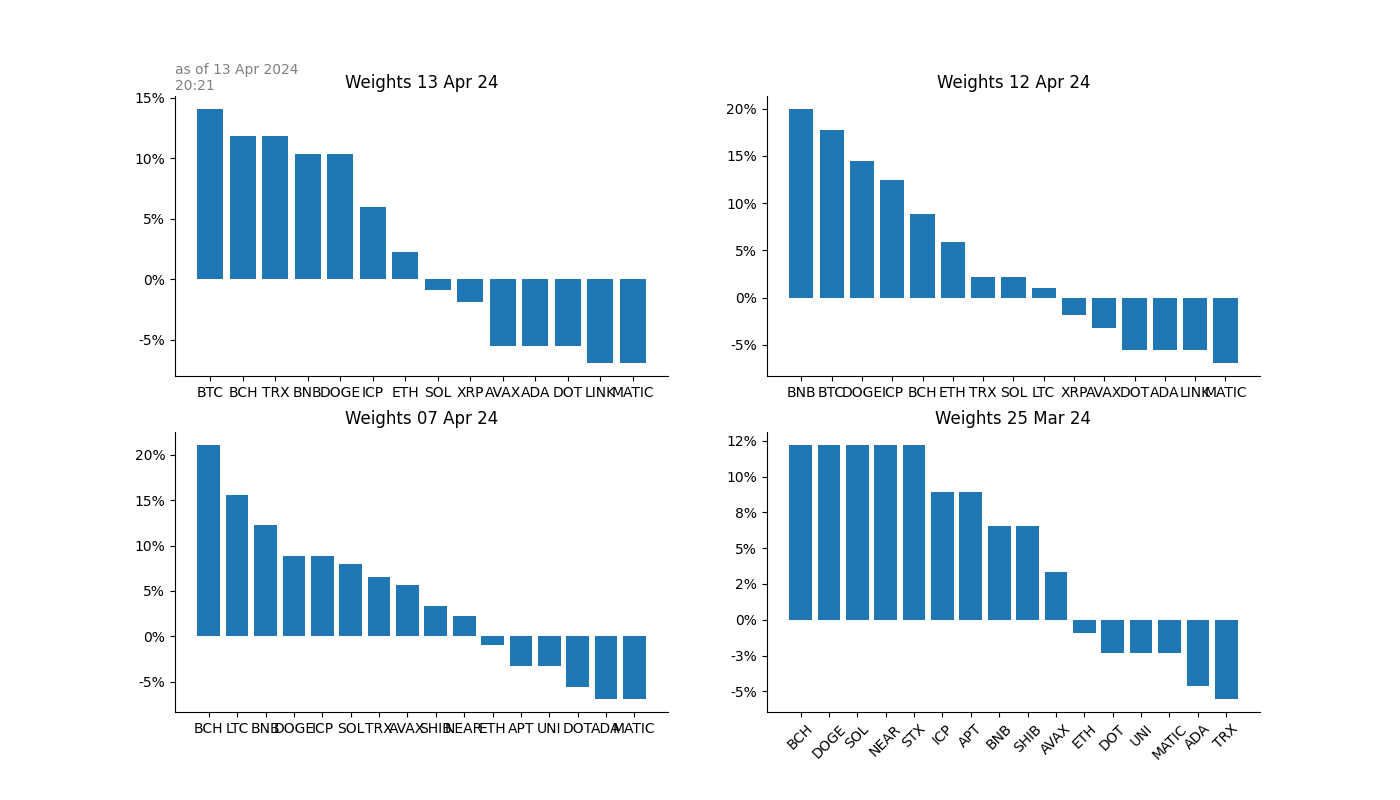 as of 13 Apr 2024
20:21
Weights 13 Apr 24
15%
10%
5%
0%
-5%
BTC BCH TRX BNB DOGE ICP ETH SOL XRP AVAX ADA DOT LINK MATIC
Weights 12 Apr 24
20%
15%
10%
5%
0%
-5%
BNB BTC DOGE ICP BCH ETH TRX SOL LTC XRP AVAX DOT ADA LINK MATIC
Weights 07 Apr 24
20%
15%
10%
5%
0%
-5%
BCH LTC BNB DOGE ICP SOL TRX AVAX SHIB NEAR ETH APT UNI DOT ADA MATIC
Weights 25 Mar 24
12%
10%
8%
5%
2%
0%
-3%
-5%
BCH DOGE SOL NEAR STX ICP APT BNB SHIB AVAX ETH DOT UNI MATIC ADA TRX